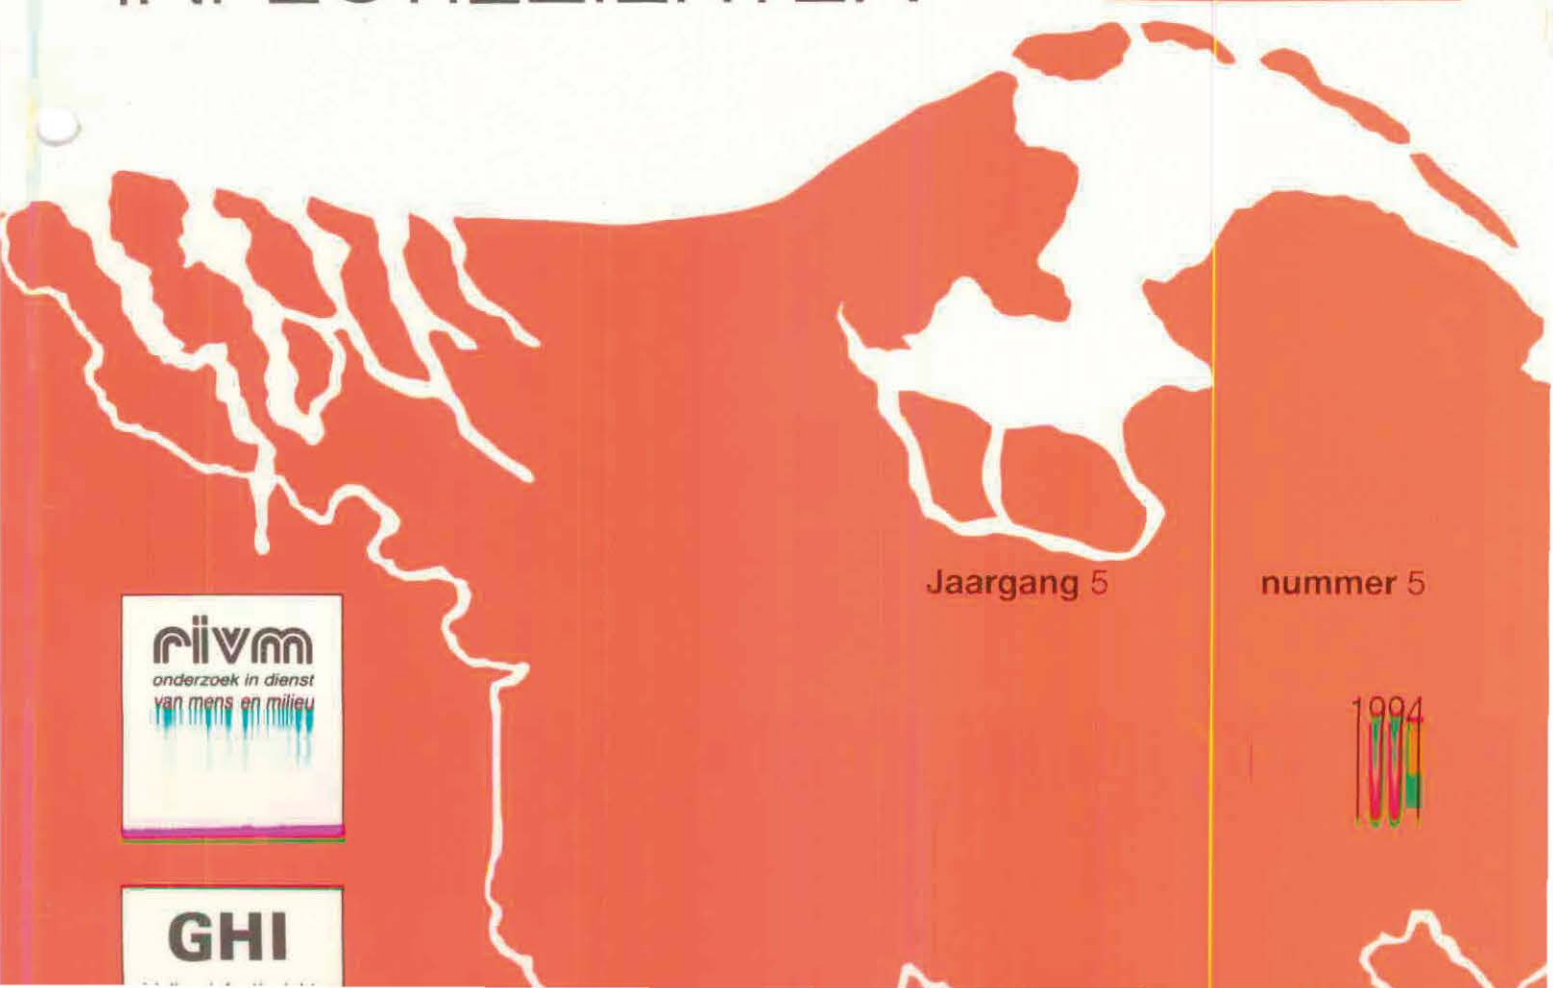 Jaargang 5 nummer 5
rivm
onderzoek in dienst
van mens en milieu
1994
GHI